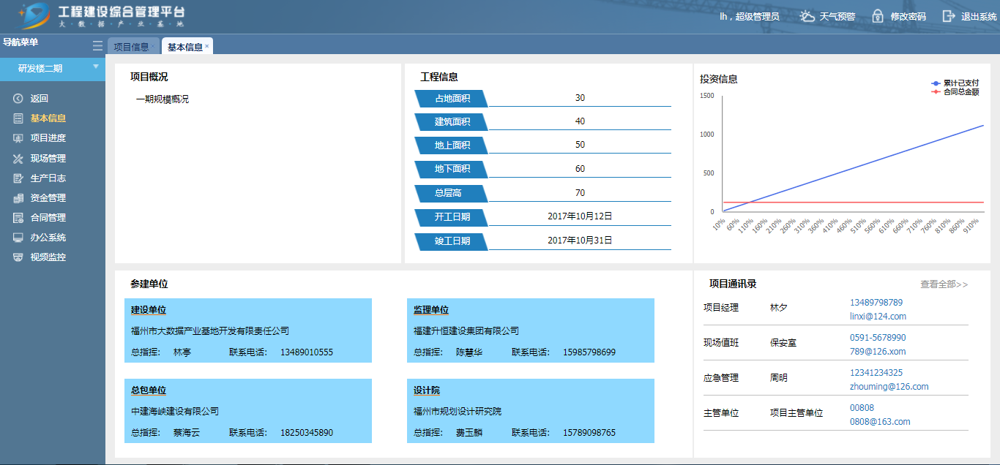 工程建设综合管理平台
大·数·据·产·业·基·地
lh，超级管理员
天气预警
修改密码
退出系统
导航菜单
项目信息×
基本信息×
研发楼二期
返回
基本信息
项目进度
现场管理
生产日志
资金管理
合同管理
办公系统
视频监控
项目概况
一期规模概况
工程信息
占地面积 30
建筑面积 40
地上面积 50
地下面积 60
总层高 70
开工日期 2017年10月12日
竣工日期 2017年10月31日
投资信息
累计已支付
合同总金额
1500
1000
500
0
10% 60% 110% 160% 210% 260% 310% 360% 410% 460% 510% 560% 610% 660% 710% 760% 810% 860% 910%
参建单位
建设单位
福州市大数据产业基地开发有限责任公司
总指挥: 林亭 联系电话: 13489010555
监理单位
福建升恒建设集团有限公司
总指挥: 陈慧华 联系电话: 15985798699
总包单位
中建海峡建设有限公司
总指挥: 蔡海云 联系电话: 18250345890
设计院
福州市规划设计研究院
总指挥: 费玉麟 联系电话: 15789098765
项目通讯录 查看全部>>
项目经理 林夕 13489798789
linxi@124.com
现场值班 保安室 0591-5678990
789@126.xom
应急管理 周明 12341234325
zhouming@126.com
主管单位 项目主管单位 00808
0808@163.com